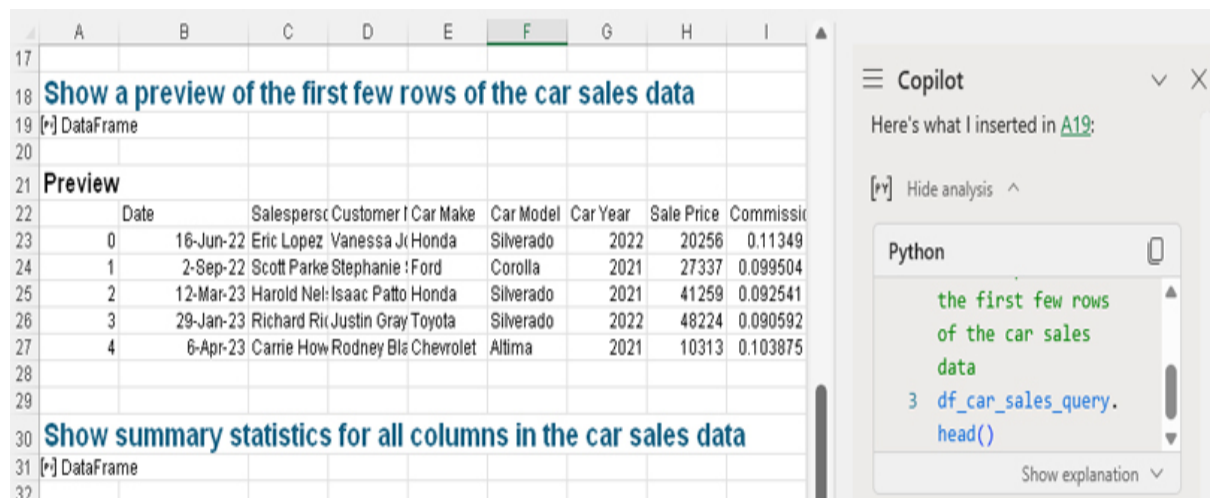 A B C D E F G H I
17
18 Show a preview of the first few rows of the car sales data
19 [PY] DataFrame
20
21 Preview
22 Date Salesperso Customer Car Make Car Model Car Year Sale Price Commissio
23 0 16-Jun-22 Eric Lopez Vanessa Jo Honda Silverado 2022 20256 0.11349
24 1 2-Sep-22 Scott Parke Stephanie Ford Corolla 2021 27337 0.099504
25 2 12-Mar-23 Harold Nel Isaac Patto Honda Silverado 2021 41259 0.092541
26 3 29-Jan-23 Richard Ri Justin Gray Toyota Silverado 2022 48224 0.090592
27 4 6-Apr-23 Carrie How Rodney Bla Chevrolet Altima 2021 10313 0.103875
28
29
30 Show summary statistics for all columns in the car sales data
31 [PY] DataFrame
32
Copilot
Here's what I inserted in A19:
[PY] Hide analysis
Python
the first few rows
of the car sales
data
3 df_car_sales_query.
head()
Show explanation